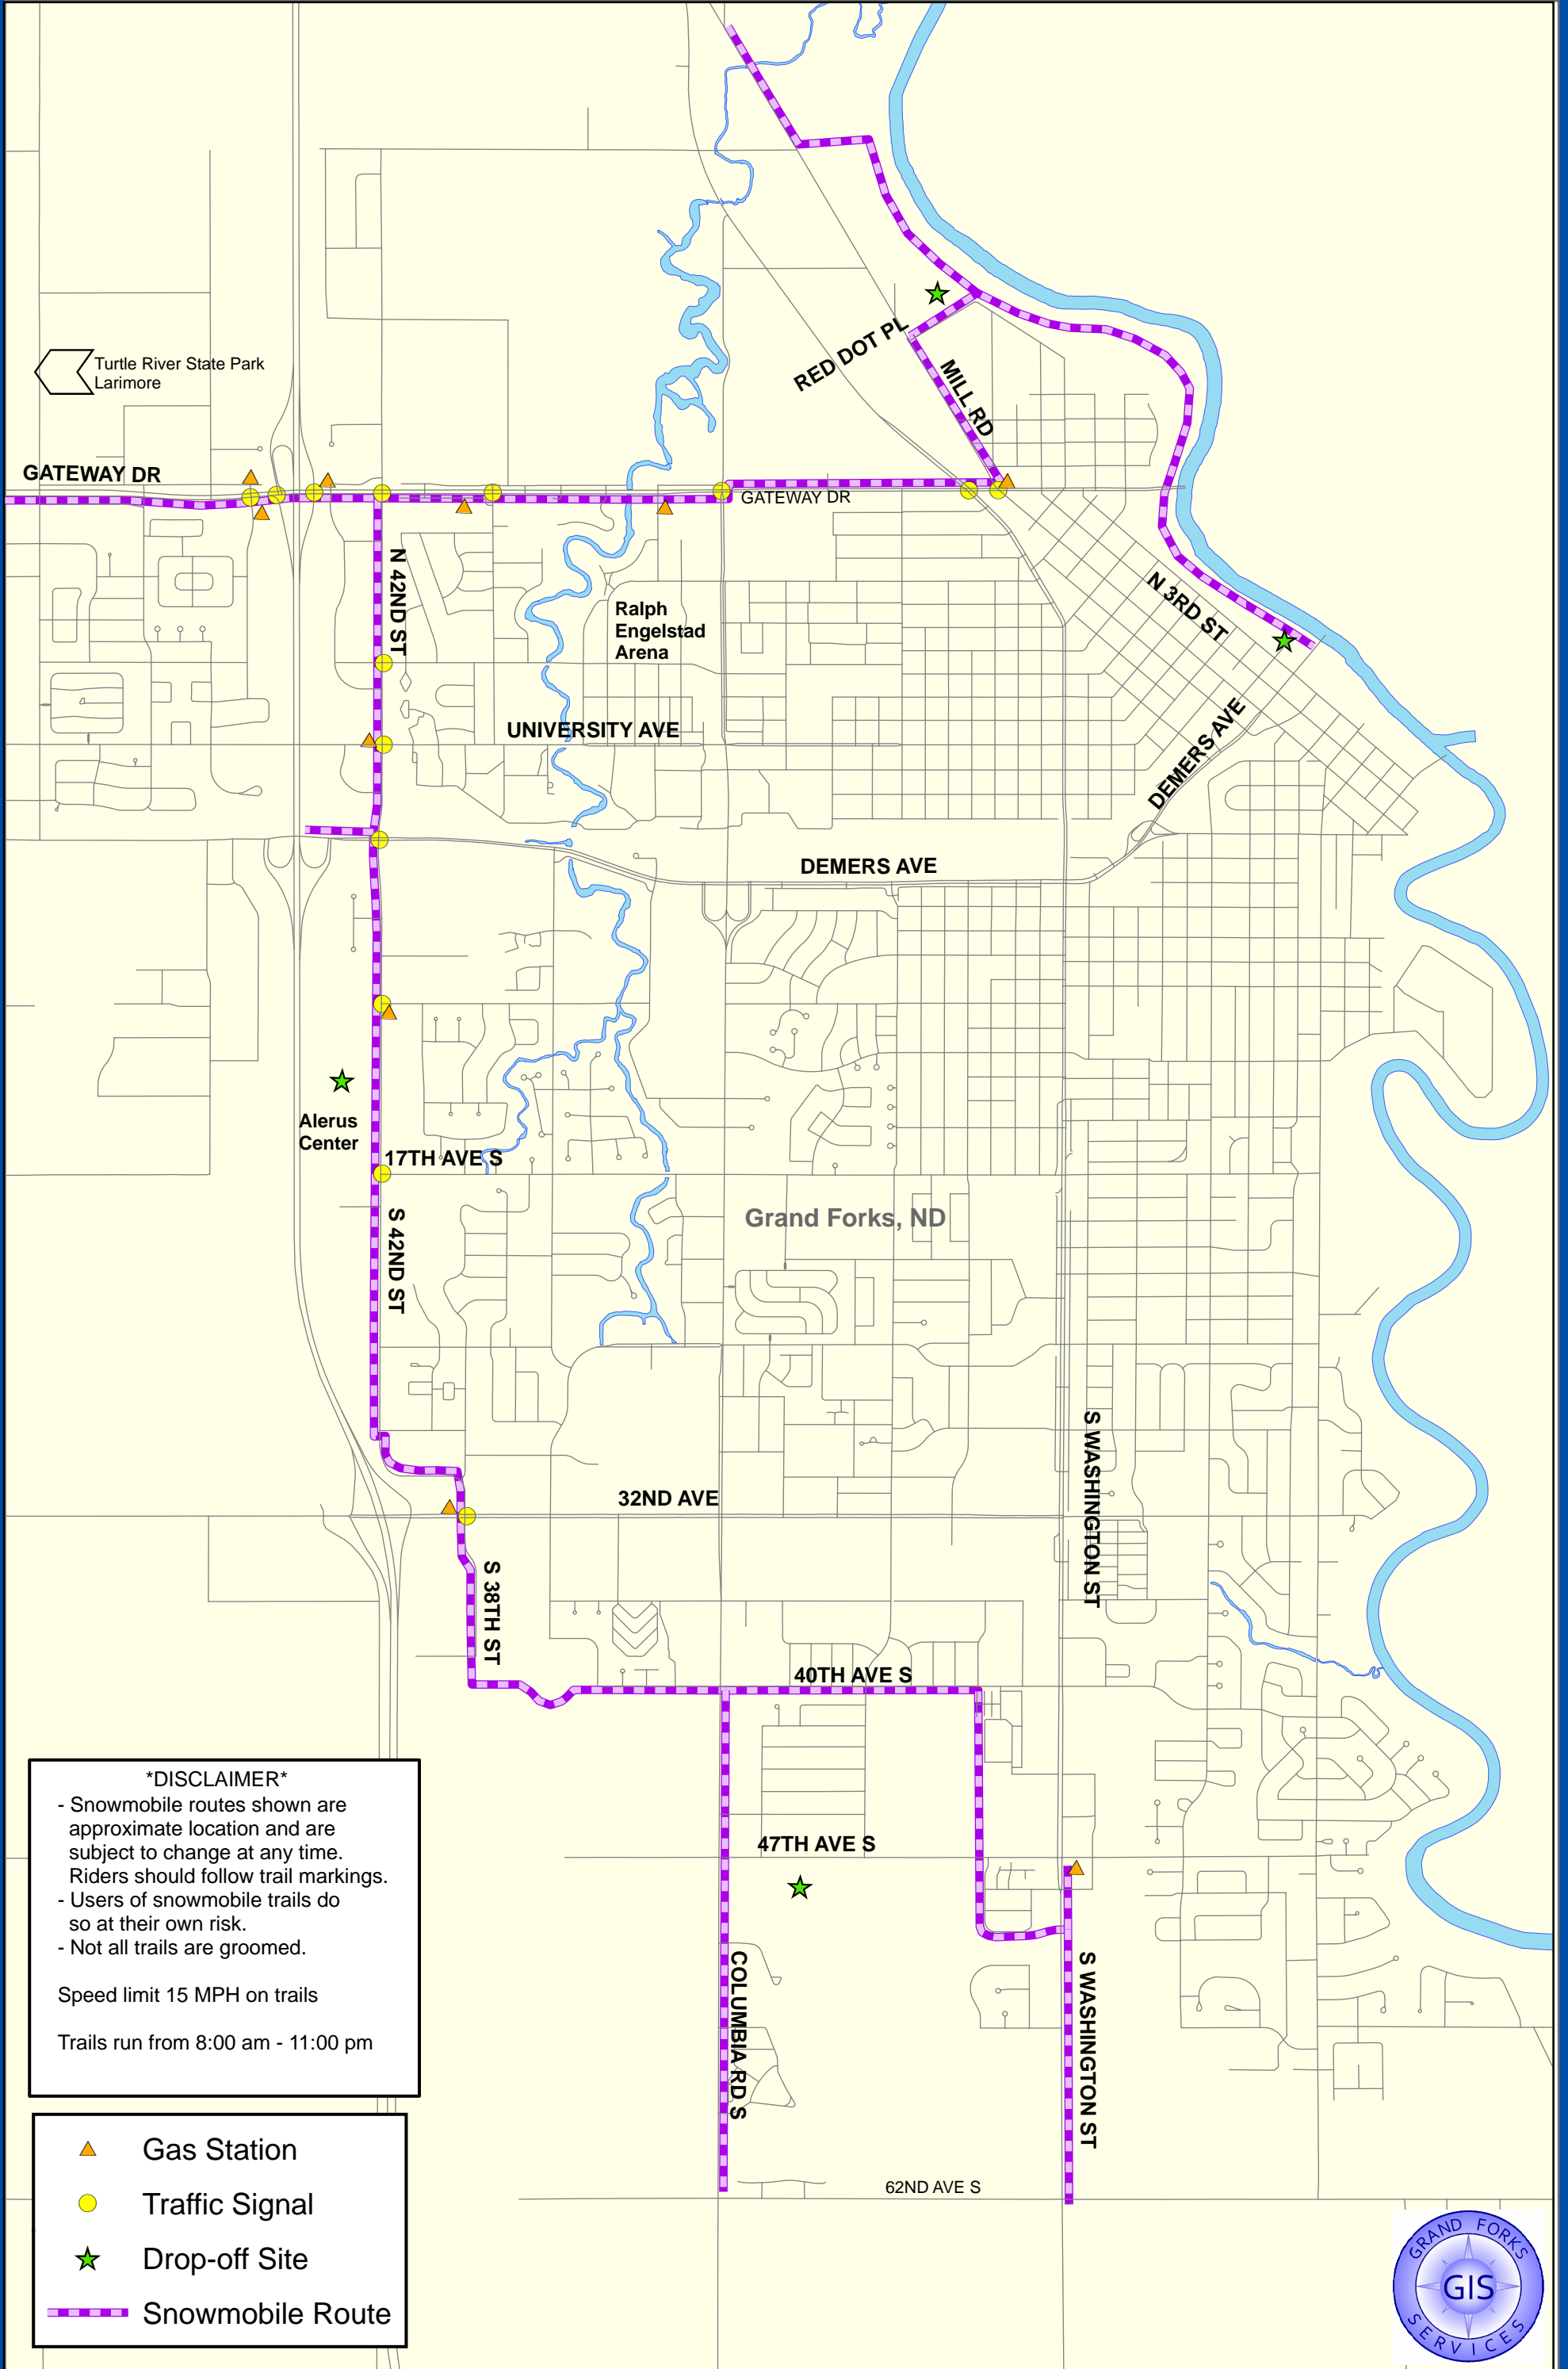 Turtle River State Park
Larimore
RED DOT PL
MILL RD
GATEWAY DR
GATEWAY DR
N 42ND ST
N 3RD ST
Ralph
Engelstad
Arena
UNIVERSITY AVE
DEMERS AVE
DEMERS AVE
Alerus
Center
17TH AVE S
S 42ND ST
Grand Forks, ND
S WASHINGTON ST
32ND AVE
S 38TH ST
40TH AVE S
*DISCLAIMER*
- Snowmobile routes shown are
approximate location and are
subject to change at any time.
Riders should follow trail markings.
- Users of snowmobile trails do
so at their own risk.
- Not all trails are groomed.
Speed limit 15 MPH on trails
Trails run from 8:00 am - 11:00 pm
47TH AVE S
COLUMBIA RD S
S WASHINGTON ST
62ND AVE S
Gas Station
Traffic Signal
Drop-off Site
Snowmobile Route
GRAND FORKS
GIS
SERVICES